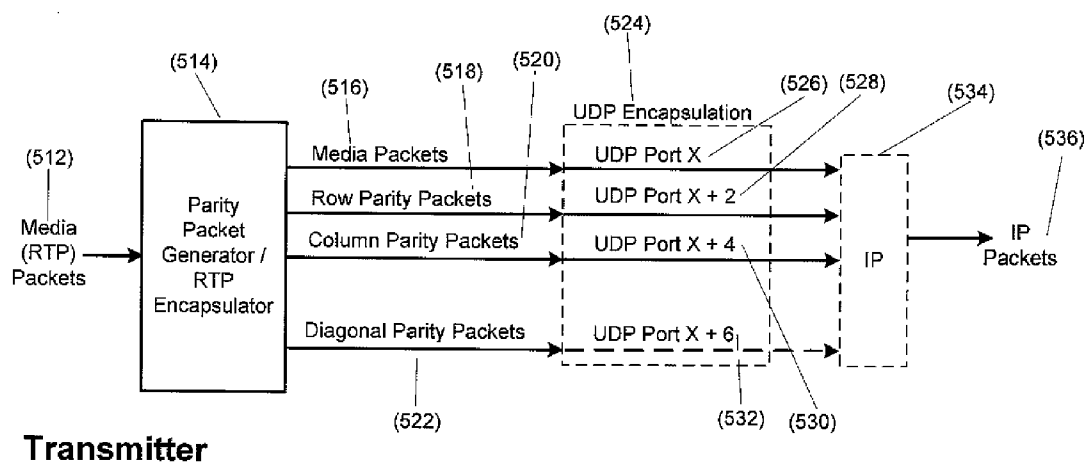 (524)
(514)
(520)
(516)
(518)
(526)
(528)
(534)
UDP Encapsulation
(512)
(536)
Media Packets
UDP Port X
Row Parity Packets
UDP Port X + 2
Media
(RTP)
Packets
Parity
Packet
Generator /
RTP
Encapsulator
Column Parity Packets
UDP Port X + 4
IP
IP
Packets
Diagonal Parity Packets
UDP Port X + 6
(522)
(532)
(530)
Transmitter